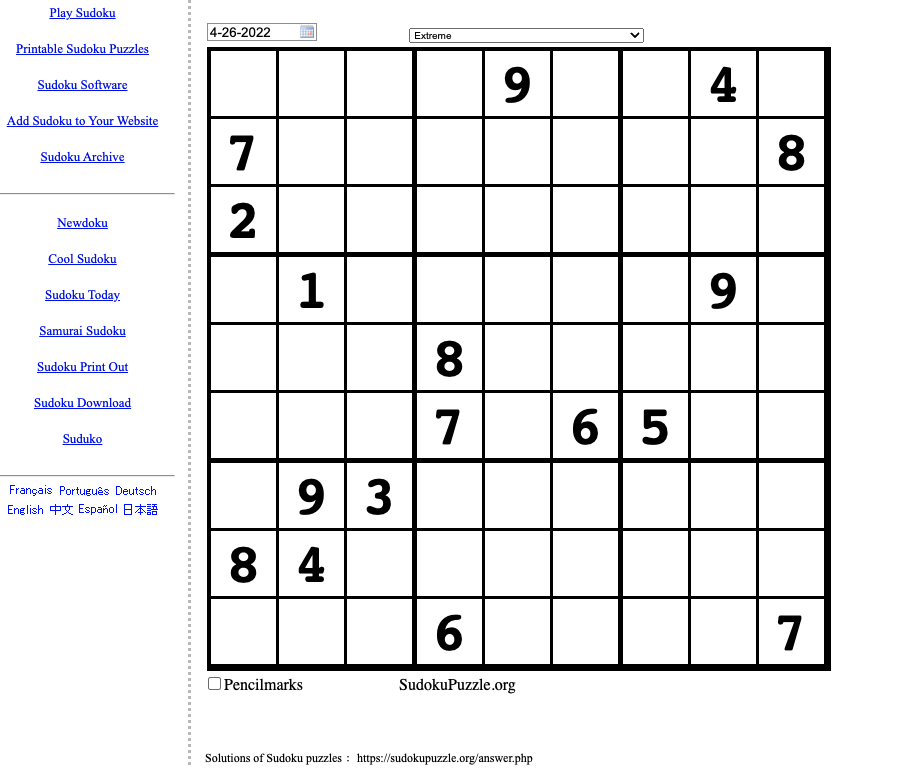 Play Sudoku
Printable Sudoku Puzzles
Sudoku Software
Add Sudoku to Your Website
Sudoku Archive
Newdoku
Cool Sudoku
Sudoku Today
Samurai Sudoku
Sudoku Print Out
Sudoku Download
Suduko
Français Português Deutsch
English 中文 Español 日本語
4-26-2022 Extreme
9 4
7 8
2
1 9
8
7 6 5
9 3
8 4
6 7
Pencilmarks SudokuPuzzle.org
Solutions of Sudoku puzzles : https://sudokupuzzle.org/answer.php